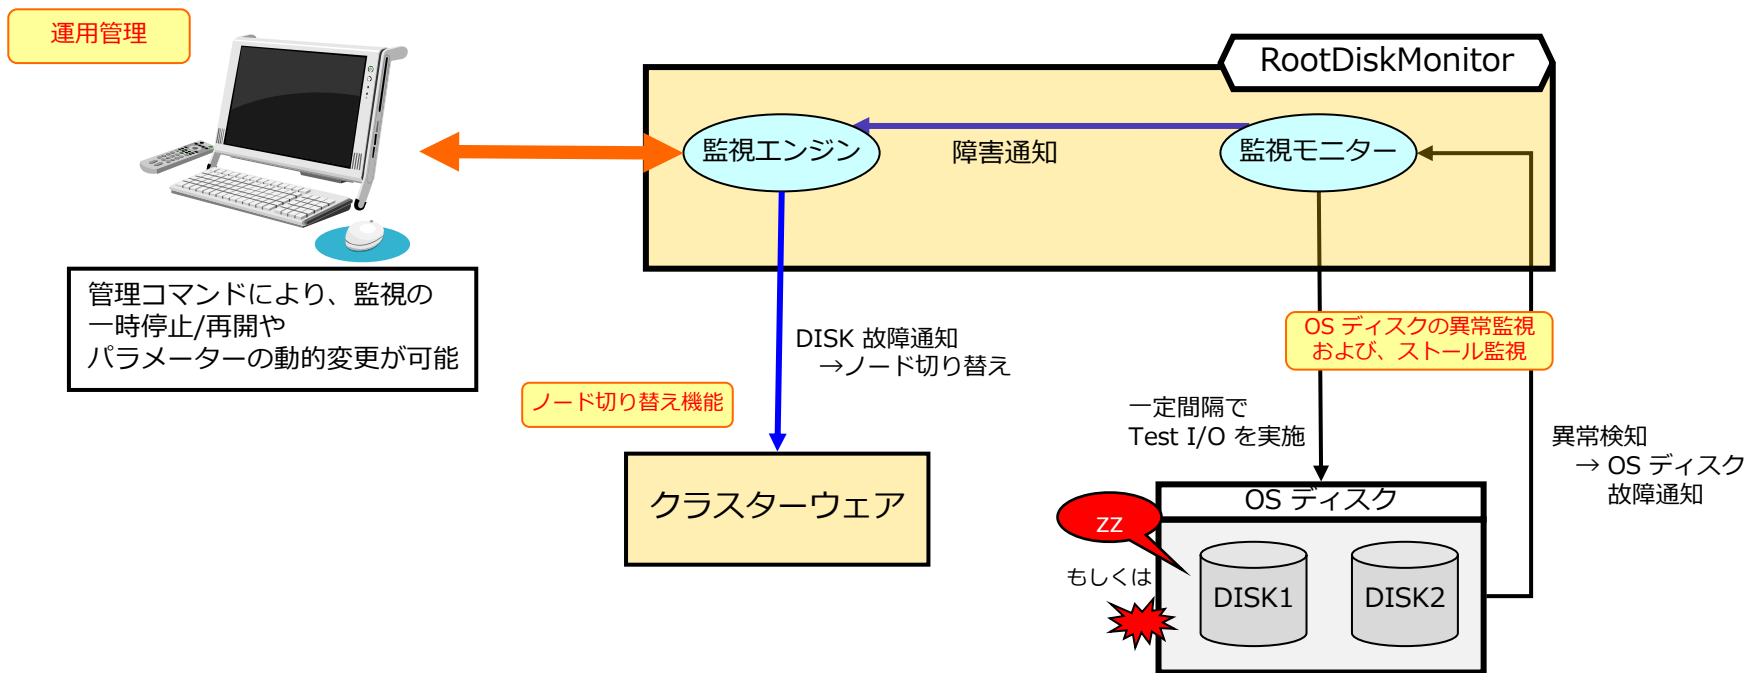 運用管理
RootDiskMonitor
監視エンジン
障害通知
監視モニター
管理コマンドにより、監視の
一時停止/再開や
パラメーターの動的変更が可能
DISK 故障通知
→ノード切り替え
ノード切り替え機能
クラスターウェア
OS ディスクの異常監視
および、ストール監視
一定間隔で
Test I/O を実施
異常検知
→ OS ディスク
故障通知
OS ディスク
zz
もしくは
DISK1
DISK2